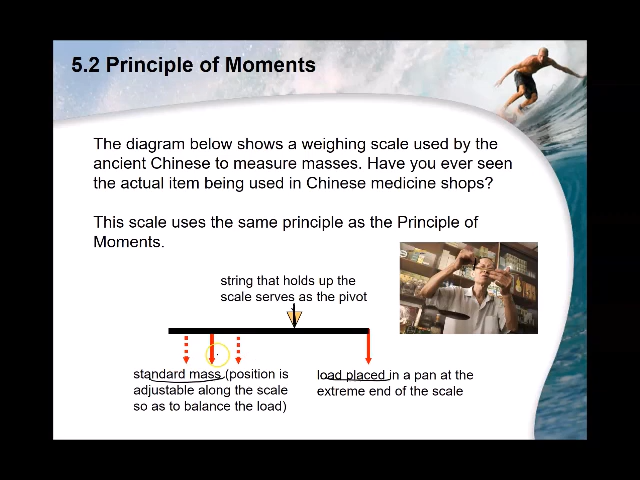 5.2 Principle of Moments
The diagram below shows a weighing scale used by the
ancient Chinese to measure masses. Have you ever seen
the actual item being used in Chinese medicine shops?
This scale uses the same principle as the Principle of
Moments.
string that holds up the
scale serves as the pivot
standard mass (position is
adjustable along the scale
so as to balance the load)
load placed in a pan at the
extreme end of the scale